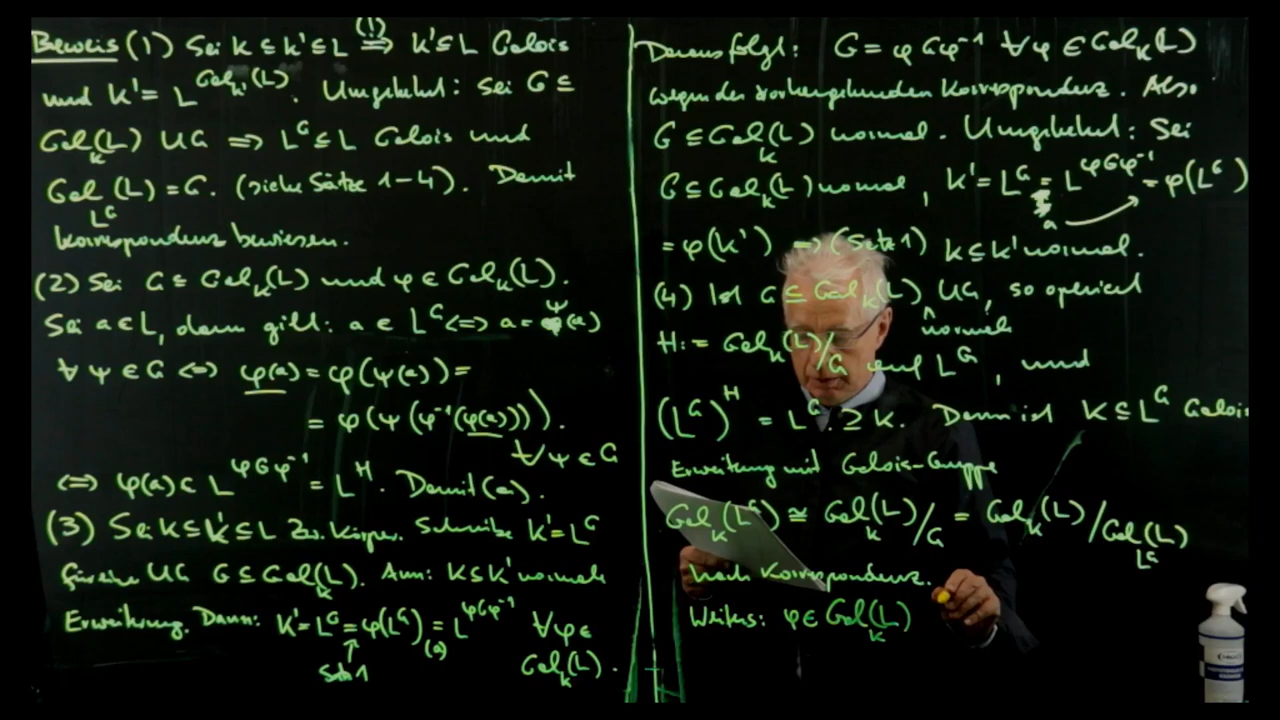 Beweis (1) Sei k ⊆ k' ⊆ L ⟹ (!) k' ⊆ L Galois
und k' = L^{Gal_{k'}(L)}. Umgekehrt: Sei G ⊆
Gal_k(L) UG ⟹ L^G ⊆ L Galois und
Gal_{L^G}(L) = G. (siehe Sätze 1-4). Damit
Korrespondenz bewiesen.
(2) Sei G ⊆ Gal_k(L) und φ ∈ Gal_k(L).
Sei a ∈ L, dann gilt: a ∈ L^G ⟺ a = ψ(a)
∀ ψ ∈ G ⟺ φ(a) = φ(ψ(a)) =
= φ(ψ(φ^{-1}(φ(a)))).
∀ ψ ∈ G
⟺ φ(a) ∈ L^{φGφ^{-1}} = L^H. Damit (a).
(3) Sei k ⊆ k' ⊆ L Zw. Körper. Schreibe k' = L^G
für eine UG G ⊆ Gal_k(L). Ann: k ⊆ k' normale
Erweiterung. Dann: k' = L^G = φ(L^G) = L^{φGφ^{-1}} ∀φ ∈
↑ (a)
Satz 1 Gal_k(L).
Daraus folgt: G = φGφ^{-1} ∀φ ∈ Gal_k(L)
wegen der vorhergehenden Korrespondenz. Also
G ⊆ Gal_k(L) normal. Umgekehrt: Sei
G ⊆ Gal_k(L) normal, k' = L^G = L^{φGφ^{-1}} = φ(L^G)
a
= φ(k') ⟹ (Satz 1) k ⊆ k' normal.
(4) Ist G ⊆ Gal_k(L) UG, so operiert
normale
H := Gal_k(L)/G auf L^G, und
(L^G)^H = L^G ⊇ k. Dann ist k ⊆ L^G Galois
Erweiterung mit Galois-Gruppe
Gal_k(L^G) ≅ Gal_k(L)/G = Gal_k(L)/Gal_{L^G}(L)
nach Korrespondenz.
Weiters: φ ∈ Gal_k(L)